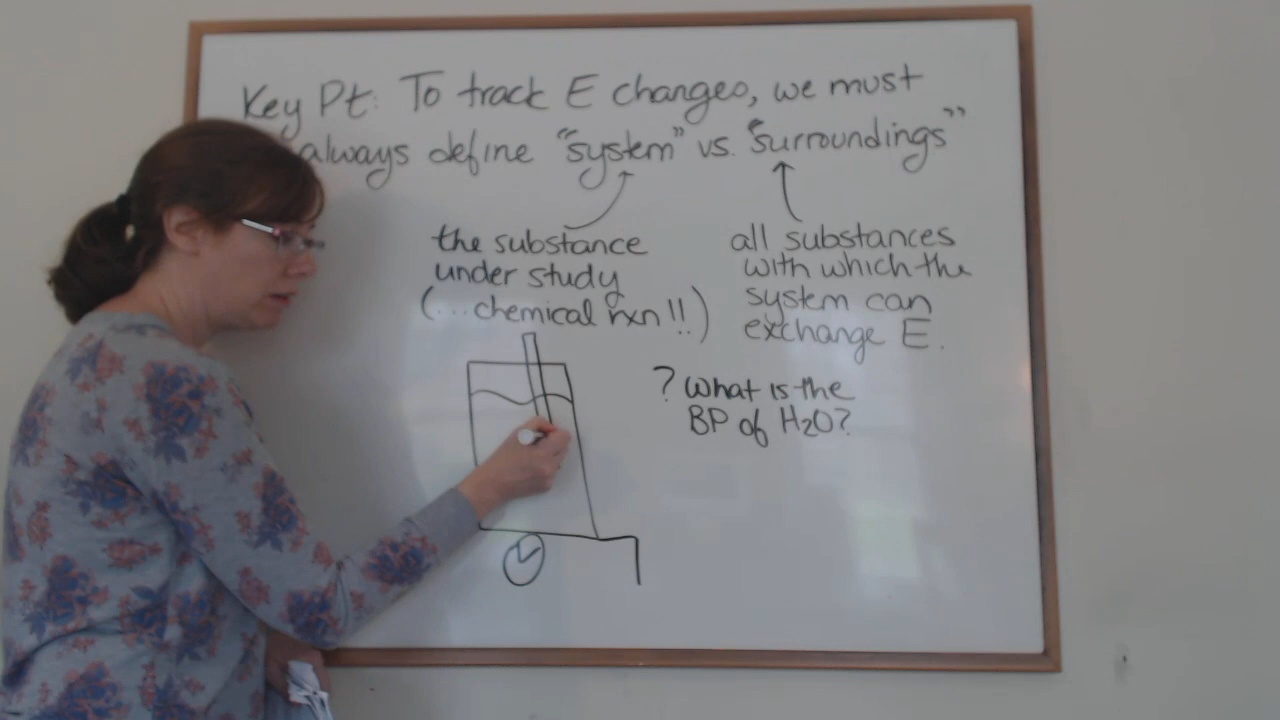 Key Pt: To track E changes, we must
always define "system" vs. "surroundings"
the substance
under study
(...chemical rxn!!)
all substances
with which the
system can
exchange E.
? What is the
BP of H₂O?